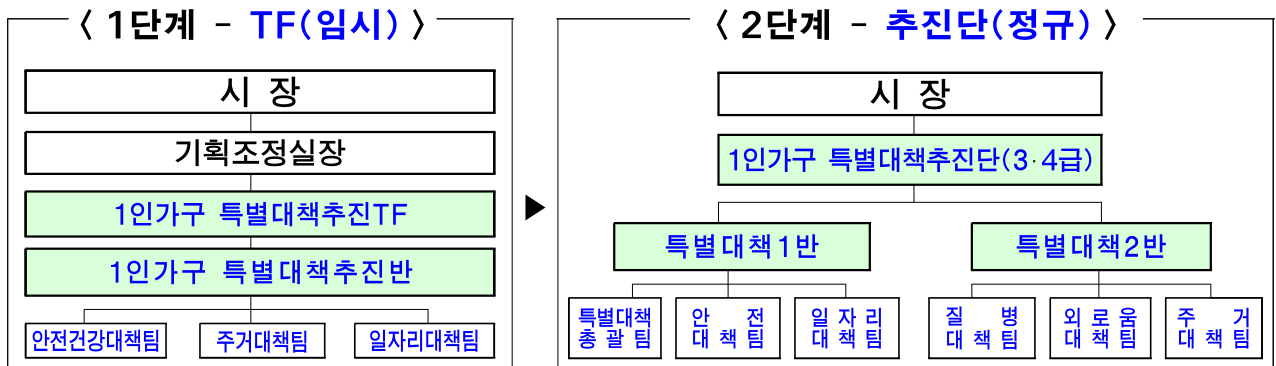 〈 1단계 - TF(임시) 〉
시 장
기획조정실장
1인가구 특별대책추진TF
1인가구 특별대책추진반
안전건강대책팀
주거대책팀
일자리대책팀
▶
〈 2단계 - 추진단(정규) 〉
시 장
1인가구 특별대책추진단(3·4급)
특별대책1반
특별대책2반
특별대책
총 괄 팀
안 전
대 책 팀
일 자 리
대 책 팀
질 병
대 책 팀
외 로 움
대 책 팀
주 거
대 책 팀